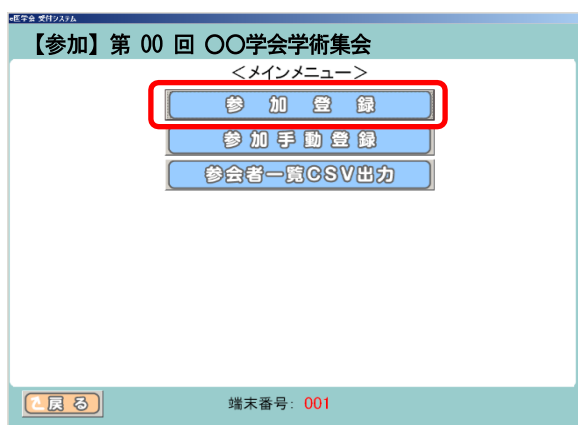 e医学会 受付システム
【参加】第 00 回 〇〇学会学術集会
＜メインメニュー＞
参加登録
参加手動登録
参会者一覧CSV出力
戻る
端末番号: 001